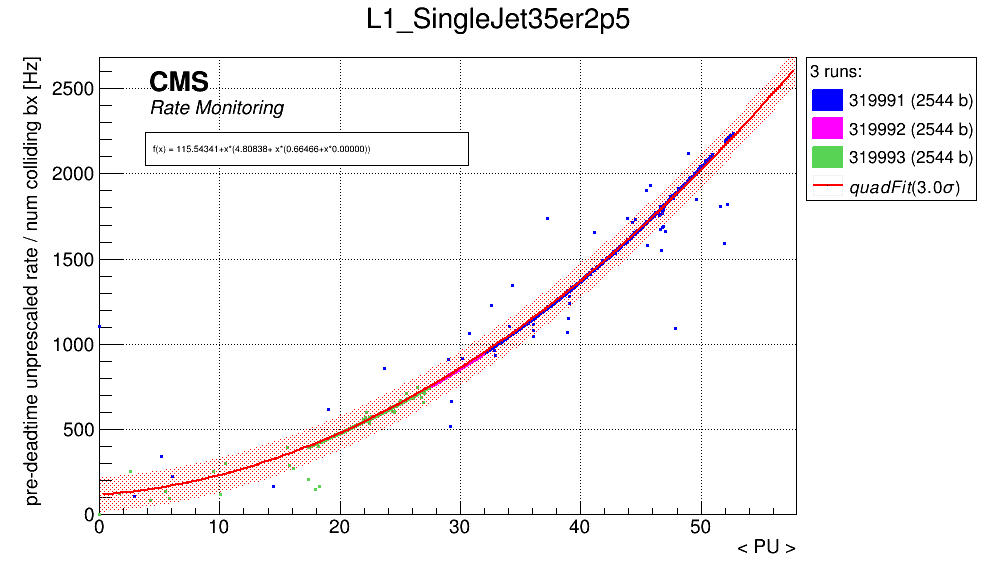 L1_SingleJet35er2p5
pre-deadtime unprescaled rate / num colliding bx [Hz]
CMS
Rate Monitoring
f(x) = 115.54341+x*(4.80838+ x*(0.66466+x*0.00000))
2500
2000
1500
1000
500
0
0 10 20 30 40 50
< PU >
3 runs:
319991 (2544 b)
319992 (2544 b)
319993 (2544 b)
quadFit(3.0σ)